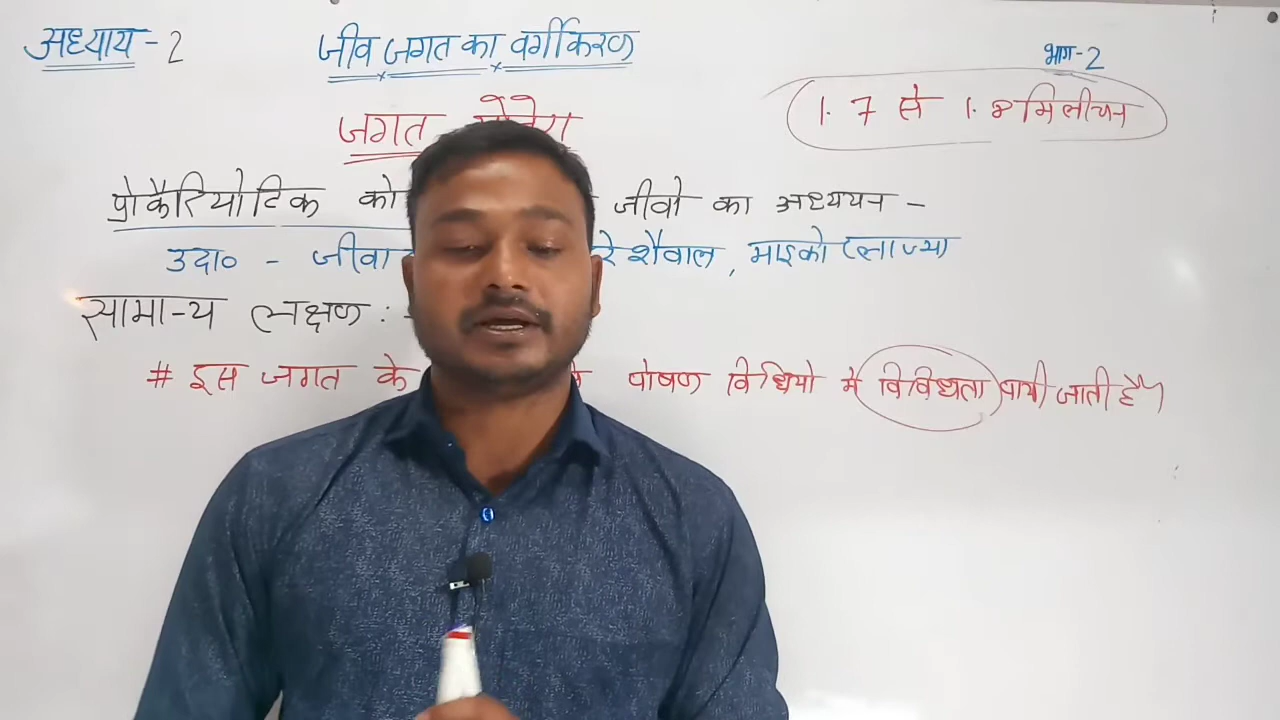 अध्याय - 2
जीव जगत का वर्गीकरण
भाग - 2
जगत
1.7 से 1.8 मिलीयन
प्रोकैरियोटिक को जीवो का अध्ययन -
उदा० - जीवा रे शैवाल, माइकोप्लाज्मा
सामान्य लक्षण : -
# इस जगत के पोषण विधियो मे विविधता पायी जाती है।